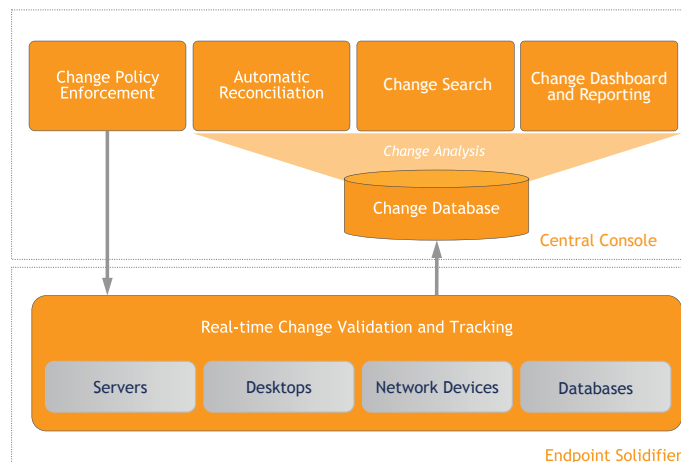 Change Policy
Enforcement
Automatic
Reconciliation
Change Search
Change Dashboard
and Reporting
Change Analysis
Change Database
Central Console
Real-time Change Validation and Tracking
Servers
Desktops
Network Devices
Databases
Endpoint Solidifier